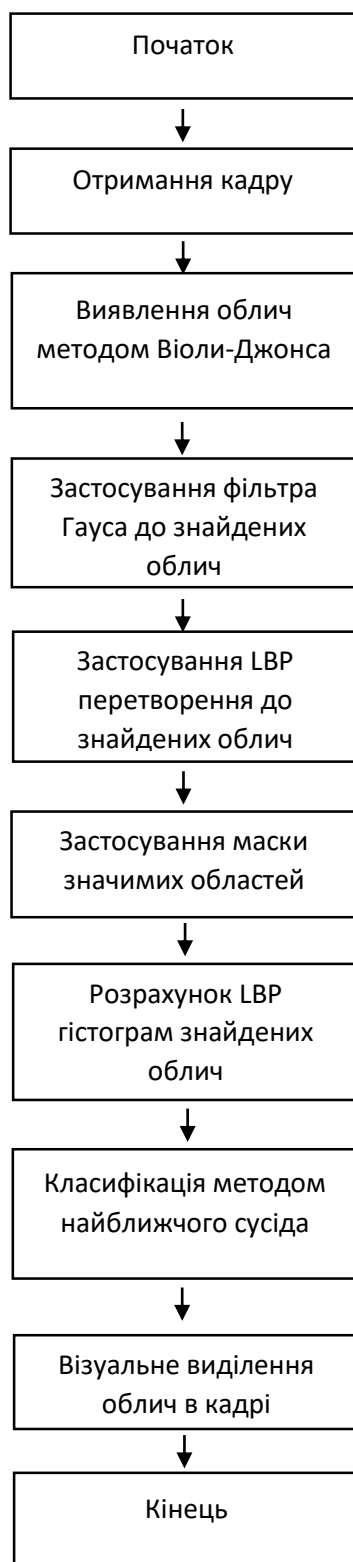 Початок
Отримання кадру
Виявлення облич
методом Віоли-Джонса
Застосування фільтра
Гауса до знайдених
облич
Застосування LBP
перетворення до
знайдених облич
Застосування маски
значимих областей
Розрахунок LBP
гістограм знайдених
облич
Класифікація методом
найближчого сусіда
Візуальне виділення
облич в кадрі
Кінець